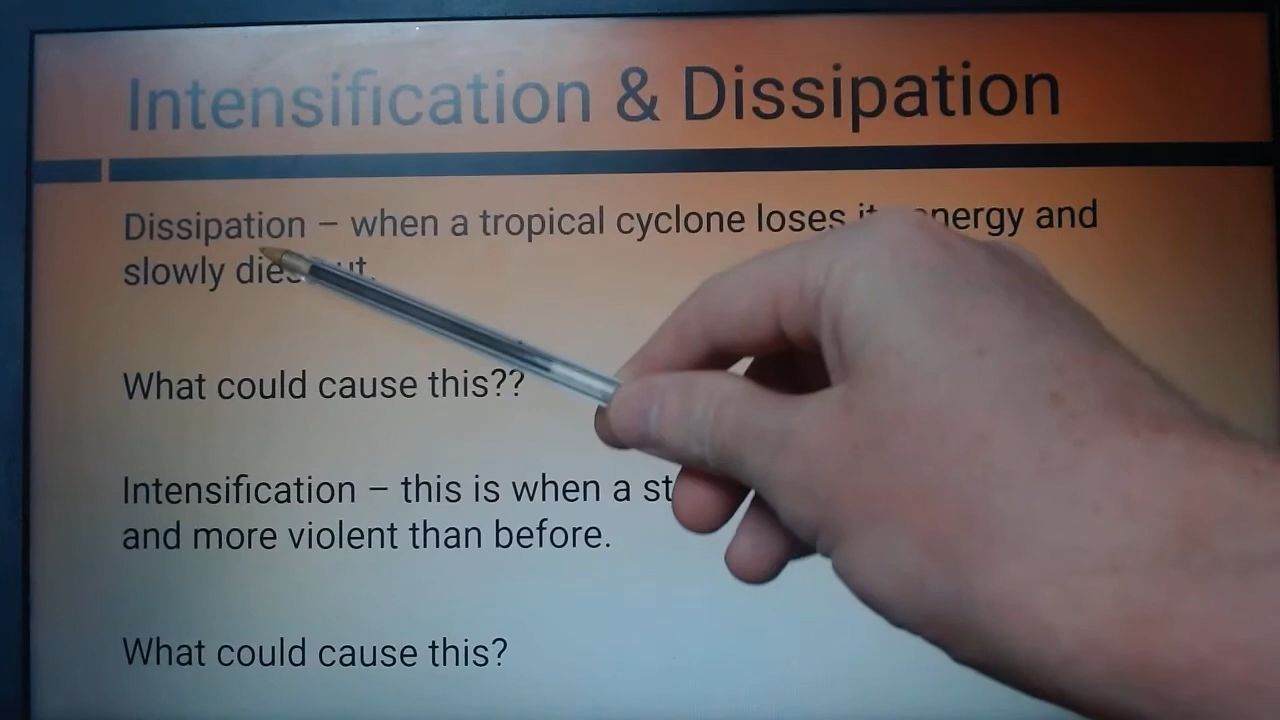 Intensification & Dissipation
Dissipation – when a tropical cyclone loses energy and
slowly
What could cause this??
Intensification – this is when a
and more violent than before.
What could cause this?